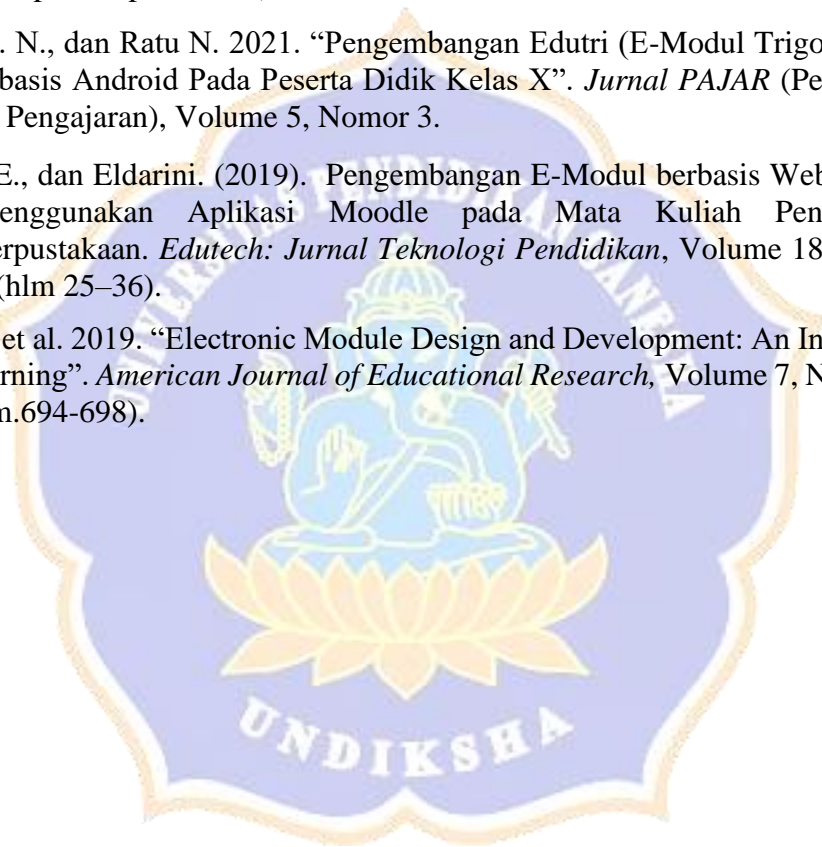 . N., dan Ratu N. 2021. “Pengembangan Edutri (E-Modul Trigo
basis Android Pada Peserta Didik Kelas X”. Jurnal PAJAR (Pe
Pengajaran), Volume 5, Nomor 3.
E., dan Eldarini. (2019). Pengembangan E-Modul berbasis Web
enggunakan Aplikasi Moodle pada Mata Kuliah Pen
erpustakaan. Edutech: Jurnal Teknologi Pendidikan, Volume 18
(hlm 25–36).
et al. 2019. “Electronic Module Design and Development: An In
rning”. American Journal of Educational Research, Volume 7, N
m.694-698).
UNIVERSITAS PENDIDIKAN GANESHA
UNDIKSHA